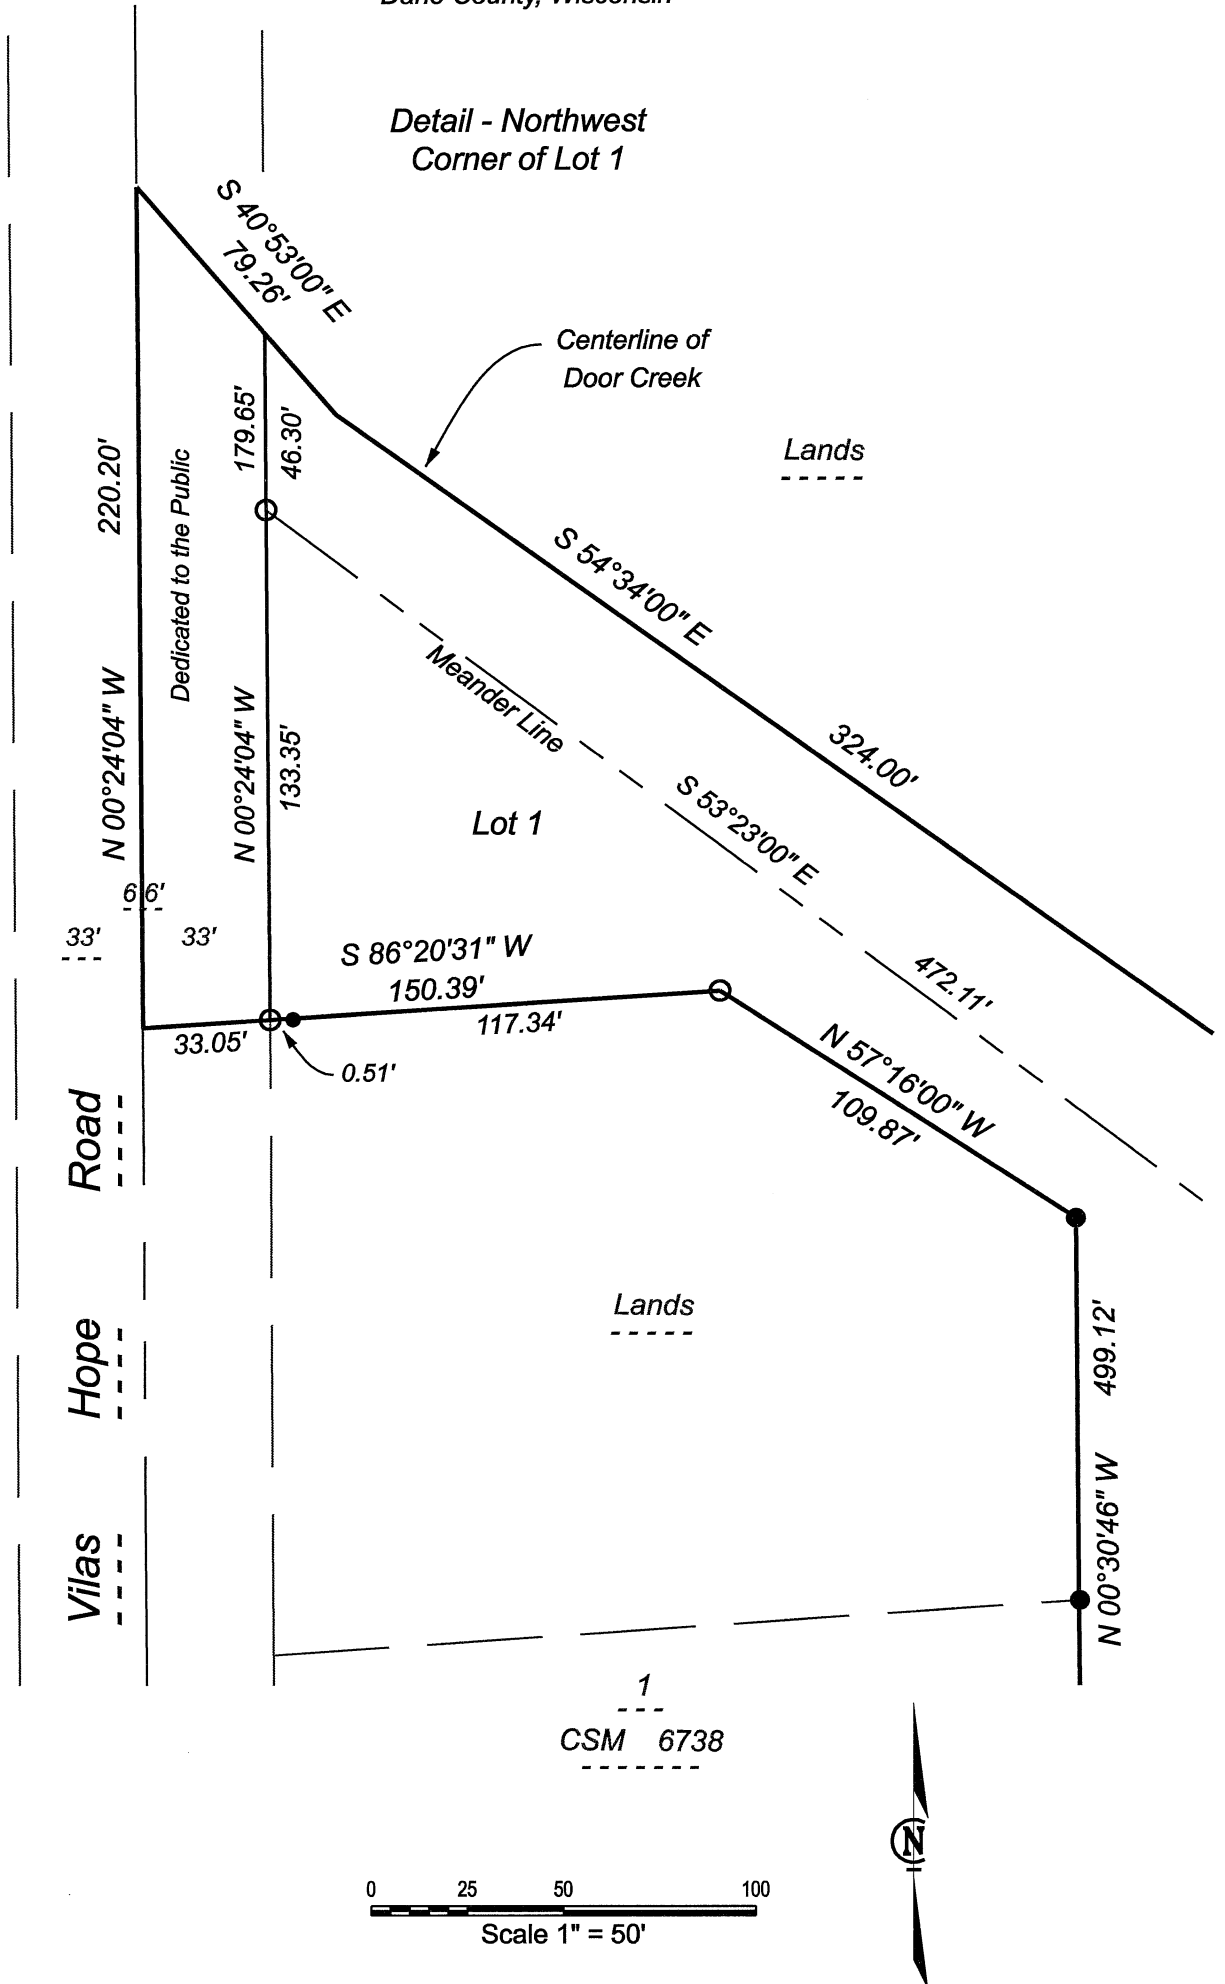 Dane County, Wisconsin
Detail - Northwest
Corner of Lot 1
S 40°53'00" E
79.26'
Centerline of
Door Creek
Lands
220.20'
N 00°24'04" W
Dedicated to the Public
179.65'
46.30'
N 00°24'04" W
133.35'
S 54°34'00" E
324.00'
Meander Line
S 53°23'00" E
472.11'
Lot 1
66'
33'
33'
S 86°20'31" W
150.39'
117.34'
33.05'
0.51'
N 57°16'00" W
109.87'
Vilas Hope Road
Lands
499.12'
N 00°30'46" W
1
CSM 6738
N
0 25 50 100
Scale 1" = 50'